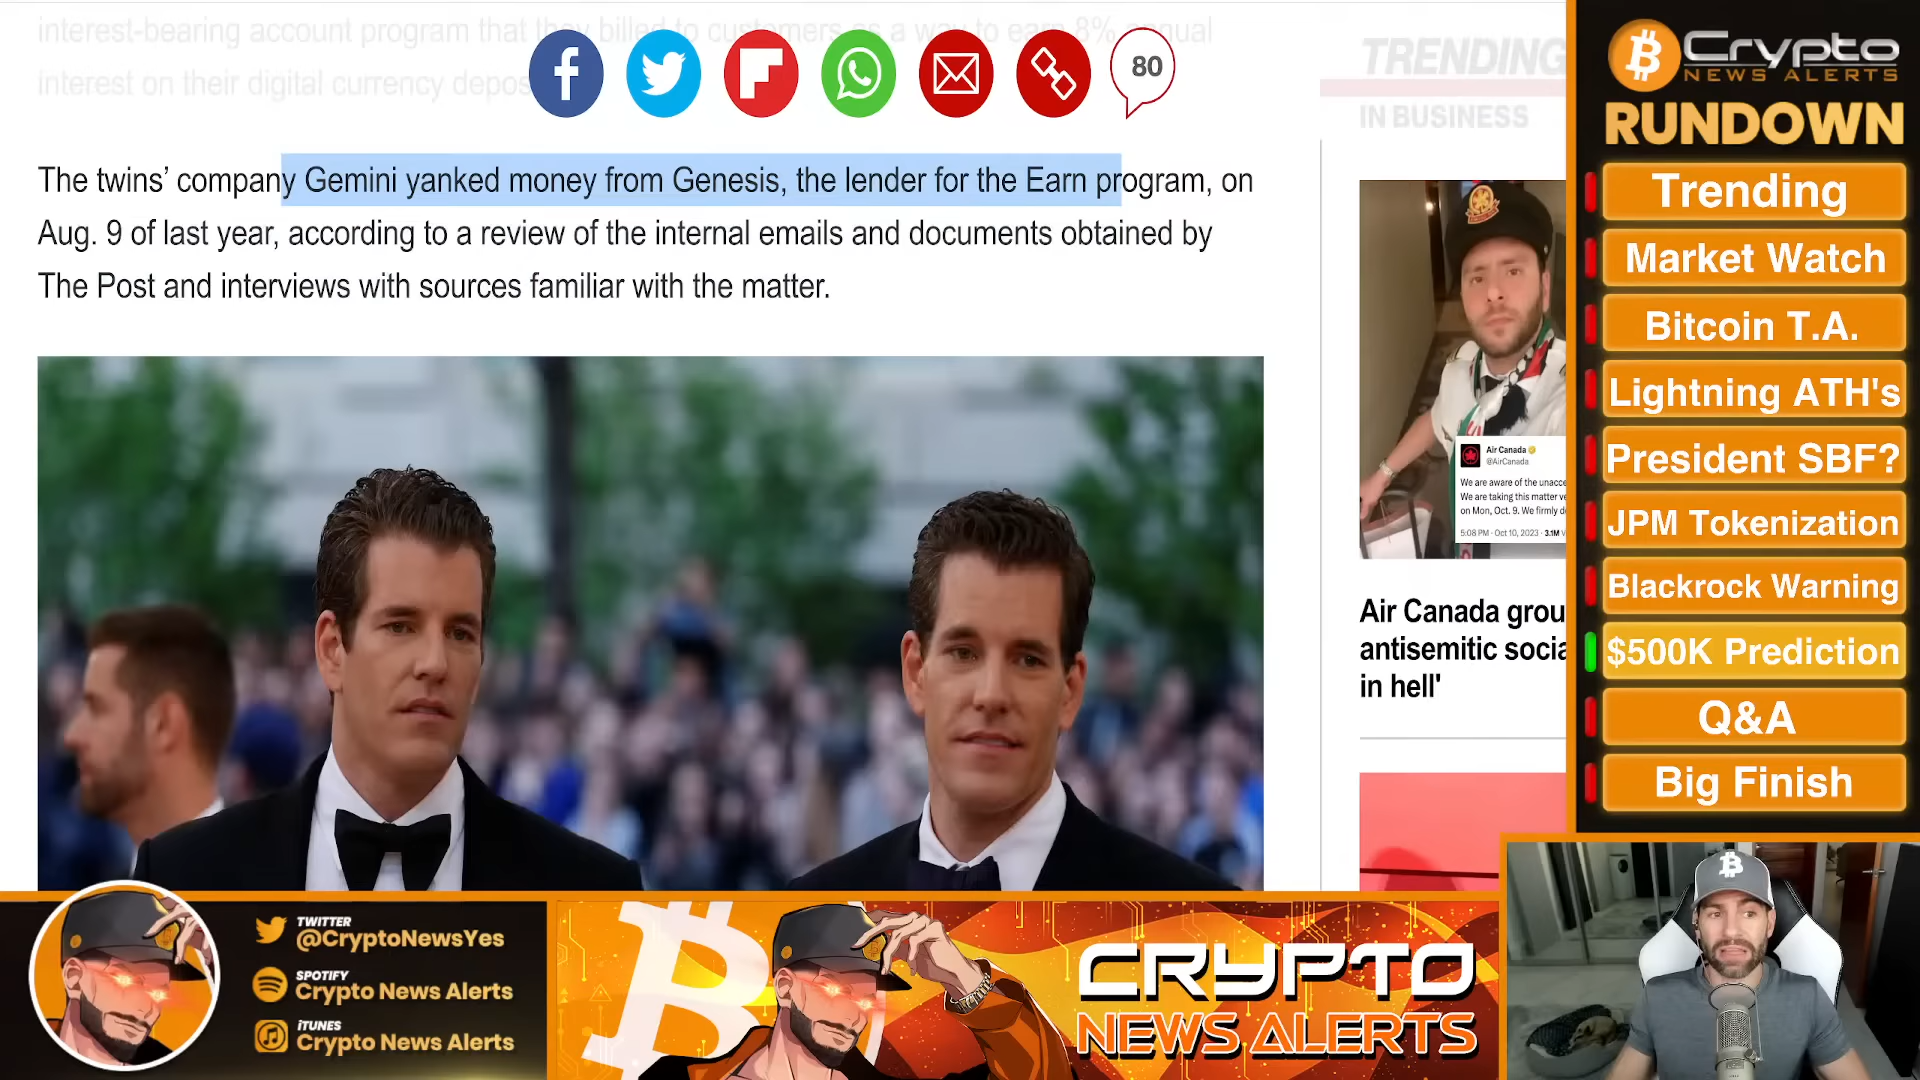 interest-bearing account program that they billed to customers as a way to earn 8% annual
interest on their digital currency
80
The twins' company Gemini yanked money from Genesis, the lender for the Earn program, on
Aug. 9 of last year, according to a review of the internal emails and documents obtained by
The Post and interviews with sources familiar with the matter.
TRENDING
IN BUSINESS
Air Canada
@AirCanada
We are aware of the
We are taking this matter
on Mon, Oct. 9. We firmly
5:08 PM · Oct 10, 2023 · 3.1M
Air Canada
antisemitic
in hell'
Crypto
NEWS ALERTS
RUNDOWN
Trending
Market Watch
Bitcoin T.A.
Lightning ATH's
President SBF?
JPM Tokenization
Blackrock Warning
$500K Prediction
Q&A
Big Finish
TWITTER
@CryptoNewsYes
SPOTIFY
Crypto News Alerts
iTUNES
Crypto News Alerts
CRYPTO
NEWS ALERTS